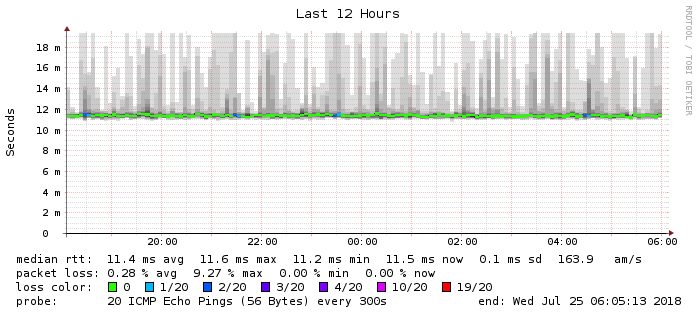 Last 12 Hours
RRDTOOL / TOBI OETIKER
Seconds
18 m
16 m
14 m
12 m
10 m
8 m
6 m
4 m
2 m
0
20:00 22:00 00:00 02:00 04:00 06:00
median rtt: 11.4 ms avg 11.6 ms max 11.2 ms min 11.5 ms now 0.1 ms sd 163.9 am/s
packet loss: 0.28 % avg 9.27 % max 0.00 % min 0.00 % now
loss color: 0 1/20 2/20 3/20 4/20 10/20 19/20
probe: 20 ICMP Echo Pings (56 Bytes) every 300s end: Wed Jul 25 06:05:13 2018